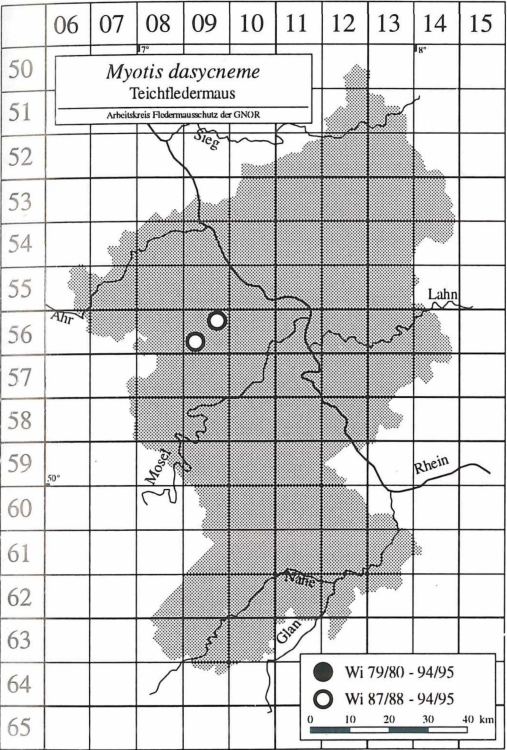 06 07 08 09 10 11 12 13 14 15
7° 8°
50
Myotis dasycneme
Teichfledermaus
Arbeitskreis Fledermausschutz der GNOR
51
Sieg
52
53
54
55
Lahn
Ahr
56
57
58
59
Mosel
Rhein
50°
60
61
62
Nahe
63
Glan
64
Wi 79/80 - 94/95
Wi 87/88 - 94/95
65
0 10 20 30 40 km